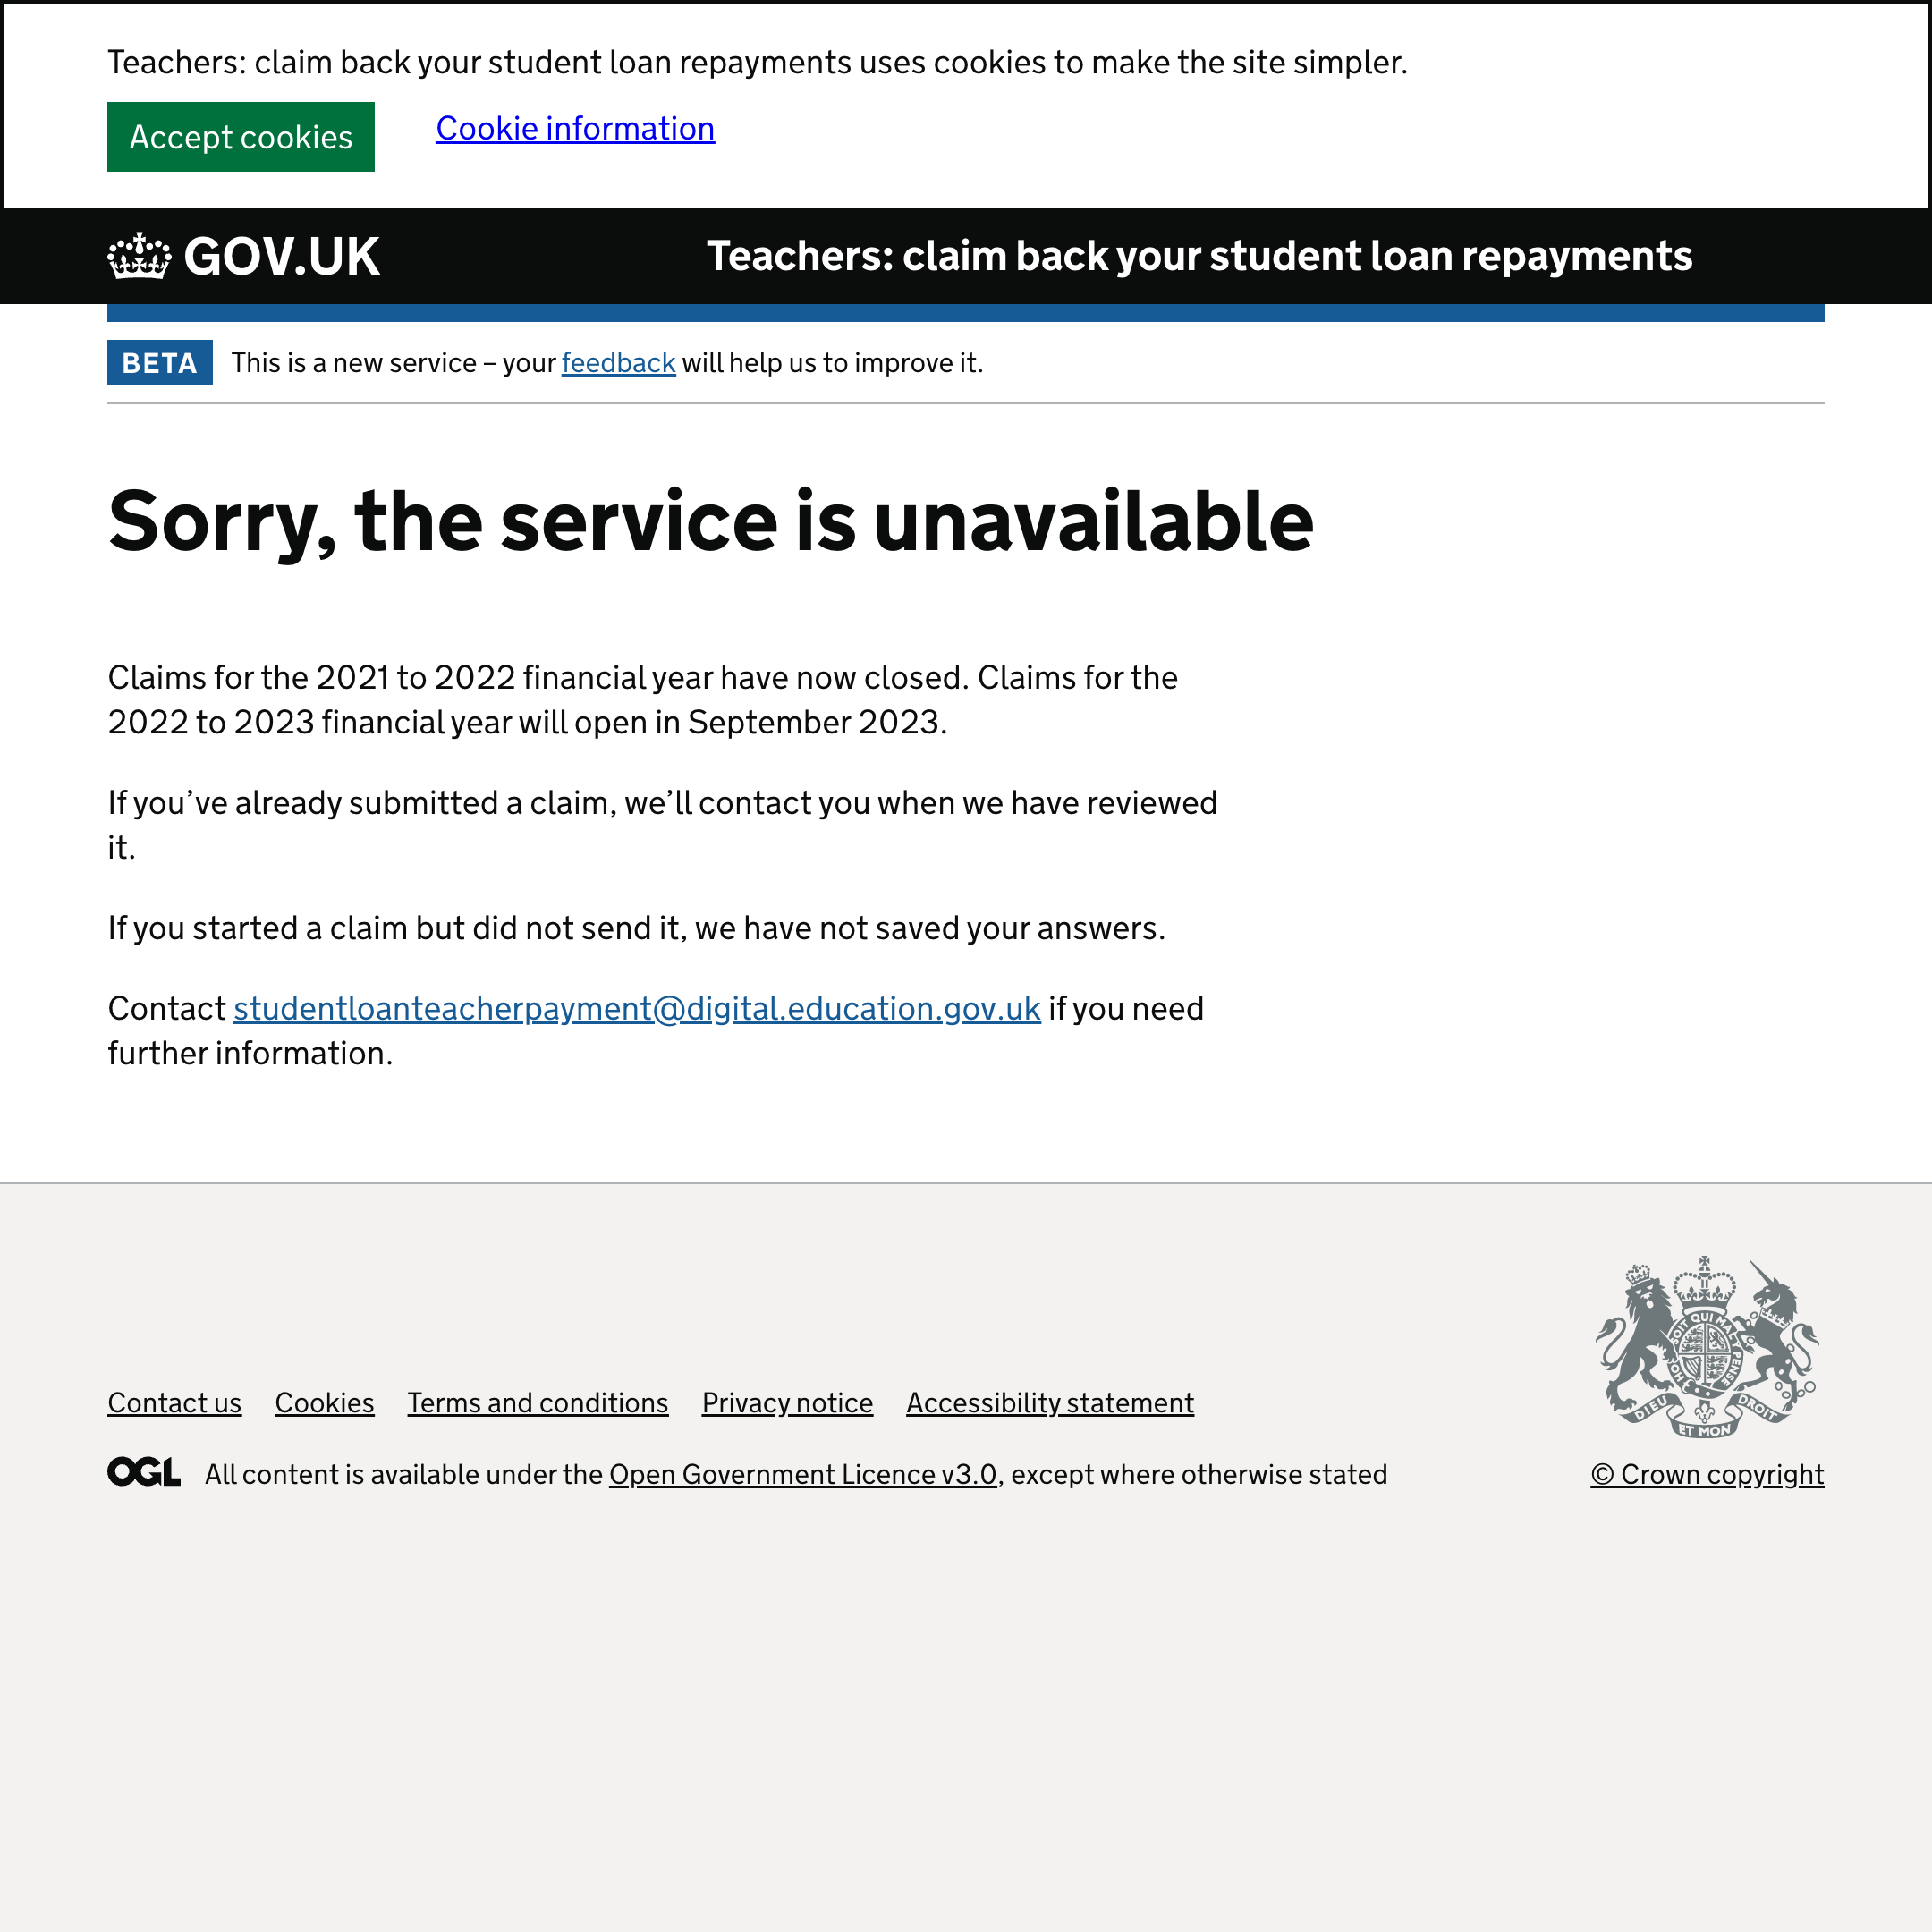 Teachers: claim back your student loan repayments uses cookies to make the site simpler.
Accept cookies Cookie information
GOV.UK Teachers: claim back your student loan repayments
BETA This is a new service – your feedback will help us to improve it.
Sorry, the service is unavailable
Claims for the 2021 to 2022 financial year have now closed. Claims for the
2022 to 2023 financial year will open in September 2023.
If you’ve already submitted a claim, we’ll contact you when we have reviewed
it.
If you started a claim but did not send it, we have not saved your answers.
Contact studentloanteacherpayment@digital.education.gov.uk if you need
further information.
HONI SOIT QUI MAL Y PENSE
DIEU ET MON DROIT
Contact us Cookies Terms and conditions Privacy notice Accessibility statement
OGL All content is available under the Open Government Licence v3.0, except where otherwise stated
© Crown copyright